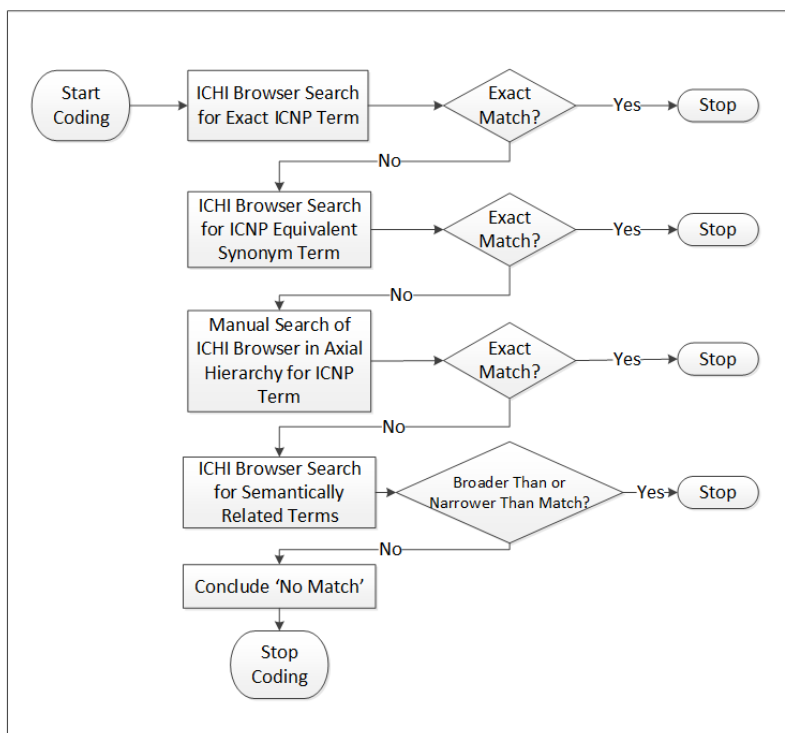 Start
Coding
ICHI Browser Search
for Exact ICNP Term
Exact
Match?
Yes
Stop
No
ICHI Browser Search
for ICNP Equivalent
Synonym Term
Exact
Match?
Yes
Stop
No
Manual Search of
ICHI Browser in Axial
Hierarchy for ICNP
Term
Exact
Match?
Yes
Stop
No
ICHI Browser Search
for Semantically
Related Terms
Broader Than or
Narrower Than Match?
Yes
Stop
No
Conclude ‘No Match’
Stop
Coding